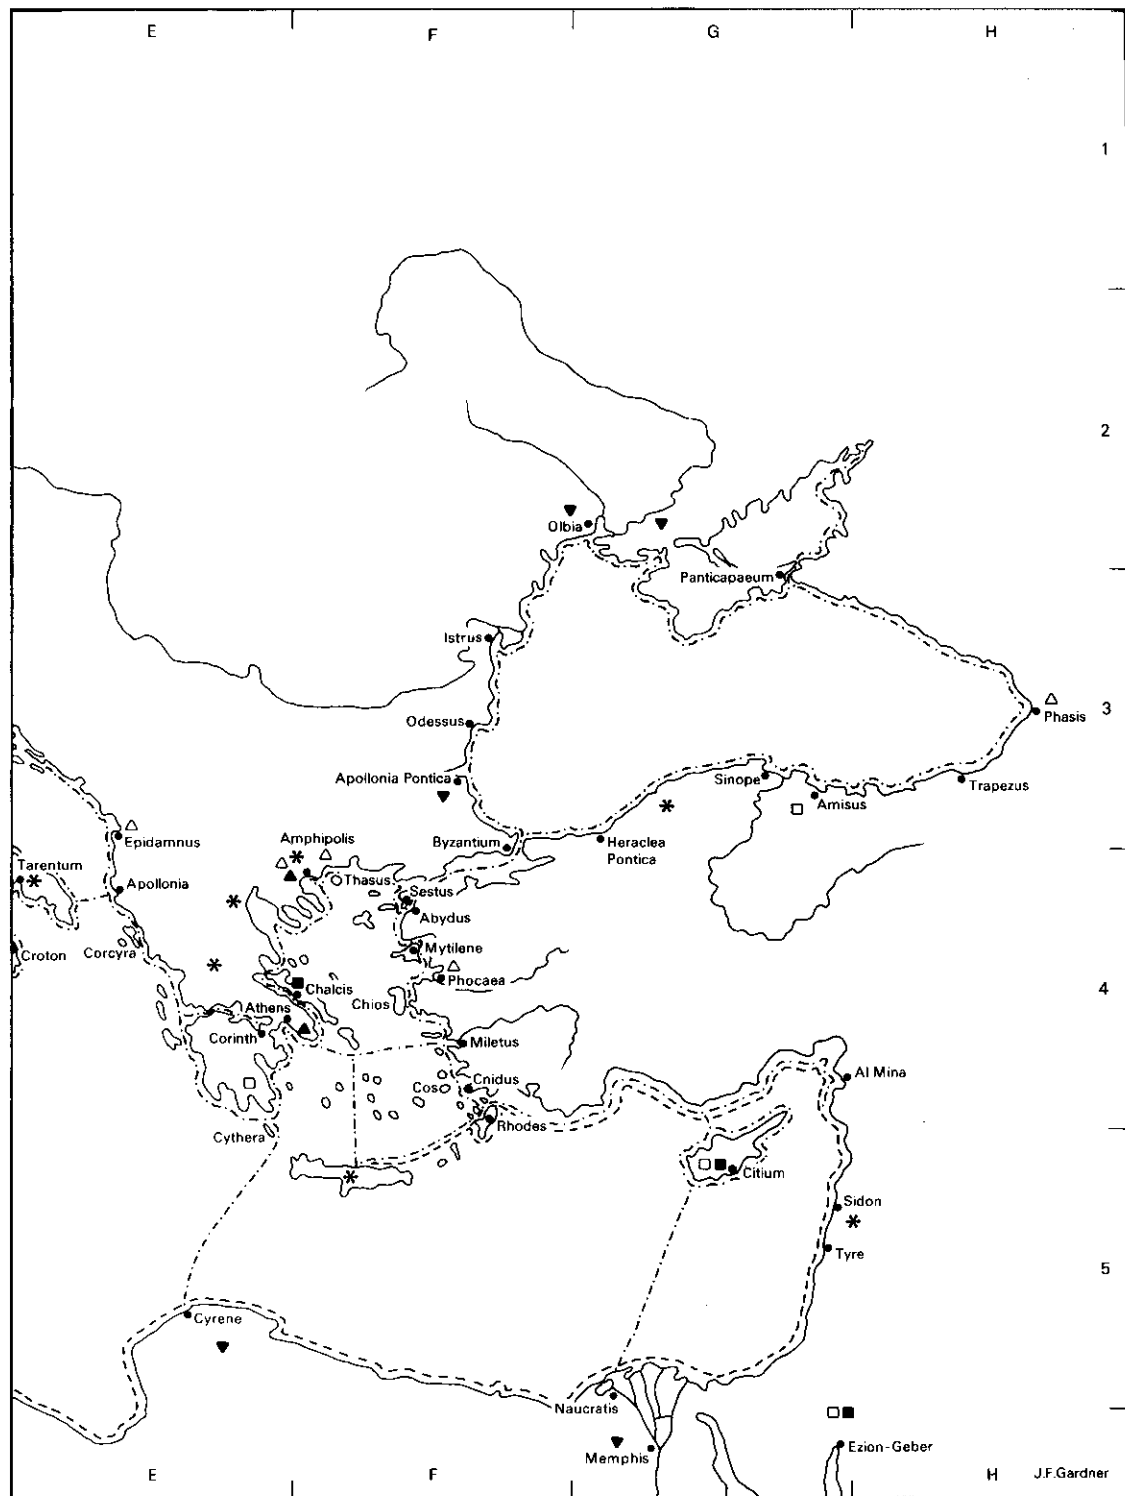 E F G H
1
2
Olbia
Panticapaeum
Istrus
3
Odessus
Phasis
Apollonia Pontica
Sinope
Trapezus
Amisus
Epidamnus
Amphipolis
Byzantium
Heraclea
Pontica
Tarentum
Thasus
Apollonia
Sestus
Abydus
Croton
Corcyra
Mytilene
Phocaea
Chalcis
4
Chios
Athens
Corinth
Miletus
Al Mina
Cos
Cnidus
Rhodes
Cythera
Citium
Sidon
Tyre
5
Cyrene
Naucratis
Ezion-Geber
Memphis
E F H J.F.Gardner